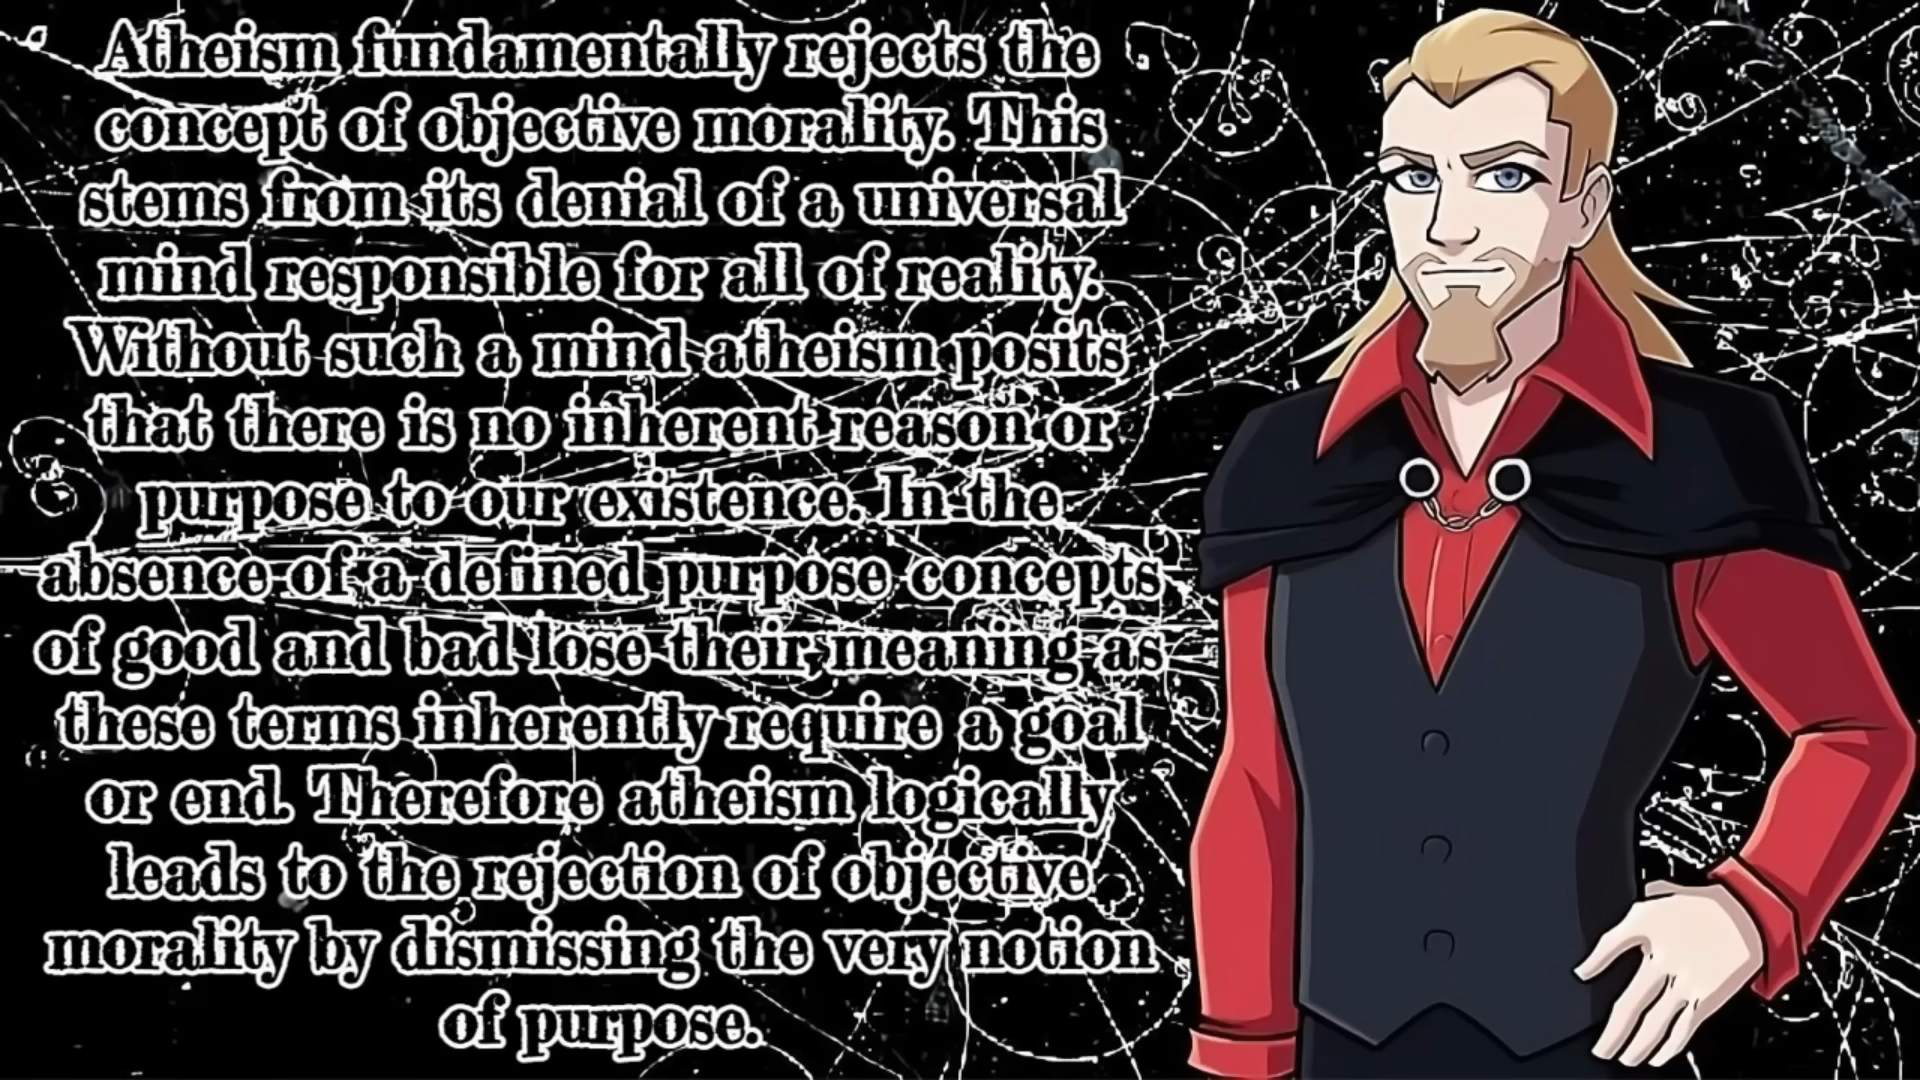 Atheism fundamentally rejects the
concept of objective morality. This
stems from its denial of a universal
mind responsible for all of reality.
Without such a mind atheism posits
that there is no inherent reason or
purpose to our existence. In the
absence of a defined purpose concepts
of good and bad lose their meaning as
these terms inherently require a goal
or end. Therefore atheism logically
leads to the rejection of objective
morality by dismissing the very notion
of purpose.